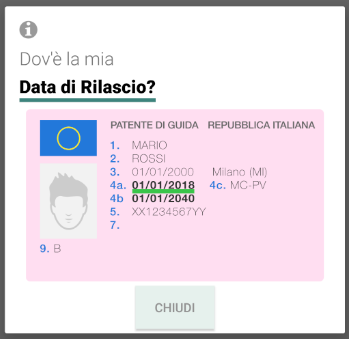 Dov'è la mia
Data di Rilascio?
PATENTE DI GUIDA REPUBBLICA ITALIANA
1. MARIO
2. ROSSI
3. 01/01/2000 Milano (MI)
4a. 01/01/2018 4c. MC-PV
4b 01/01/2040
5. XX1234567YY
7.
9. B
CHIUDI